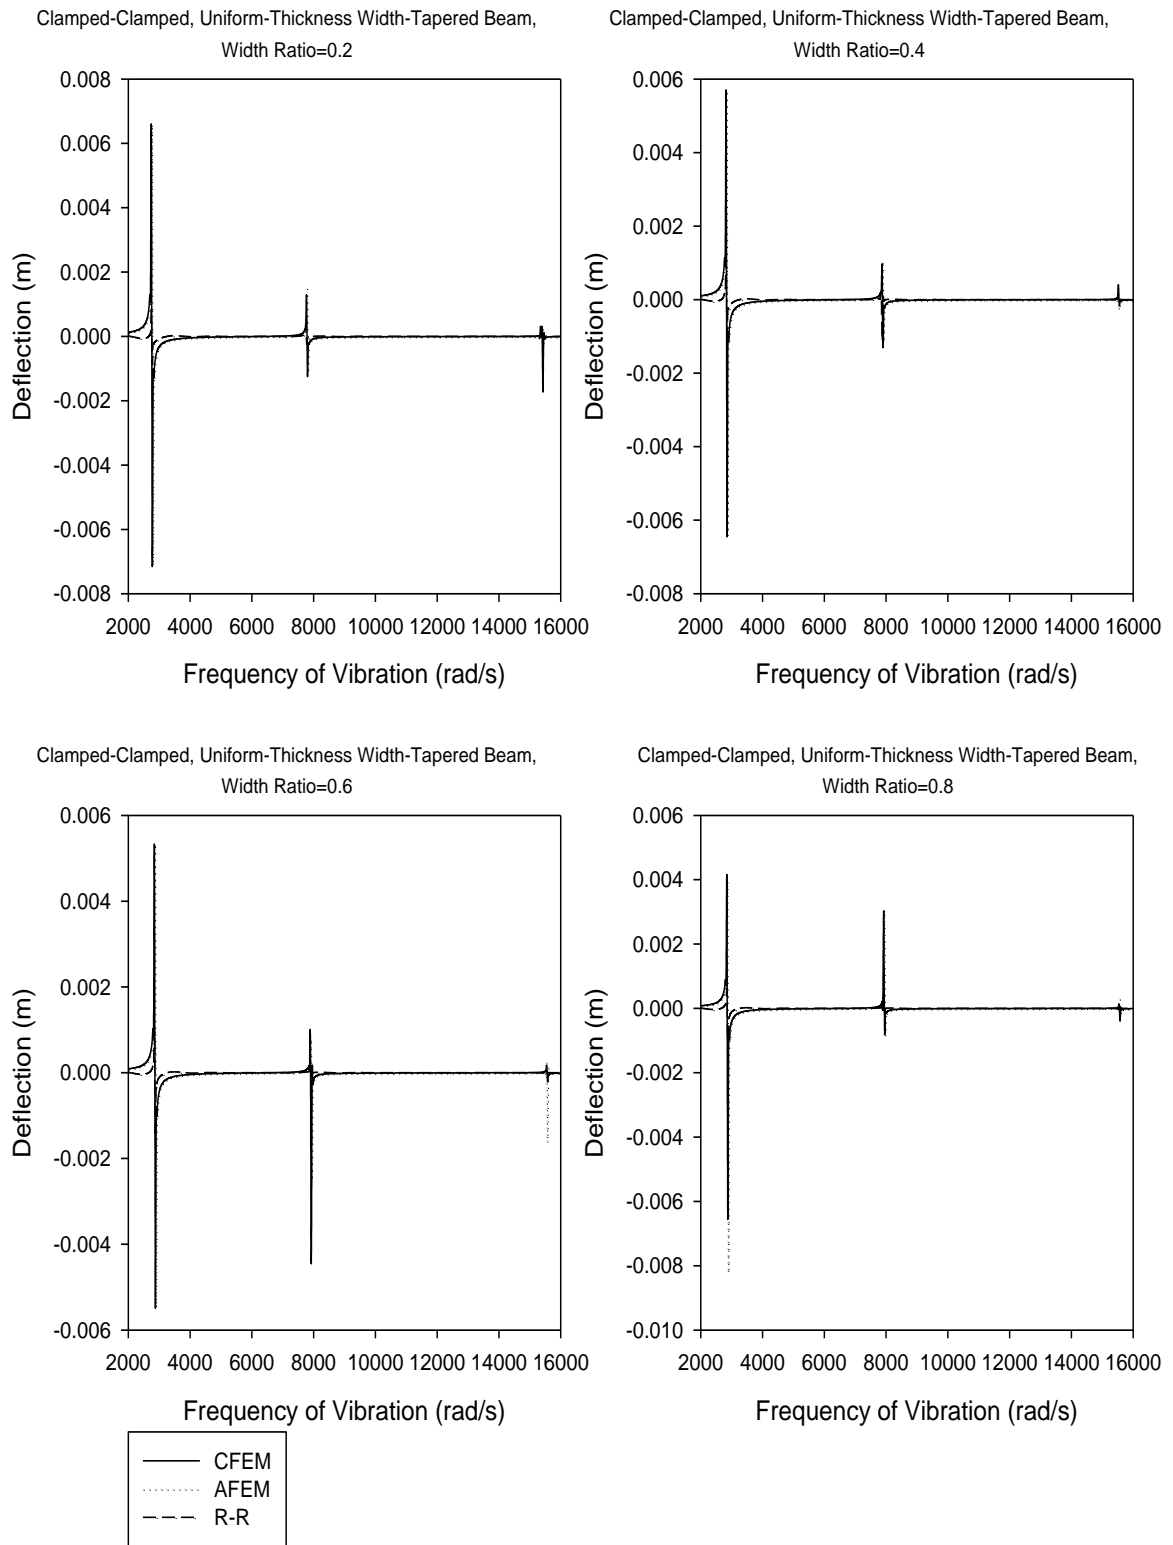 Clamped-Clamped, Uniform-Thickness Width-Tapered Beam,
Width Ratio=0.2
0.008
0.006
0.004
0.002
0.000
-0.002
-0.004
-0.006
-0.008
Deflection (m)
2000 4000 6000 8000 10000 12000 14000 16000
Frequency of Vibration (rad/s)
Clamped-Clamped, Uniform-Thickness Width-Tapered Beam,
Width Ratio=0.4
0.006
0.004
0.002
0.000
-0.002
-0.004
-0.006
-0.008
Deflection (m)
2000 4000 6000 8000 10000 12000 14000 16000
Frequency of Vibration (rad/s)
Clamped-Clamped, Uniform-Thickness Width-Tapered Beam,
Width Ratio=0.6
0.006
0.004
0.002
0.000
-0.002
-0.004
-0.006
Deflection (m)
2000 4000 6000 8000 10000 12000 14000 16000
Frequency of Vibration (rad/s)
Clamped-Clamped, Uniform-Thickness Width-Tapered Beam,
Width Ratio=0.8
0.006
0.004
0.002
0.000
-0.002
-0.004
-0.006
-0.008
-0.010
Deflection (m)
2000 4000 6000 8000 10000 12000 14000 16000
Frequency of Vibration (rad/s)
CFEM
AFEM
R-R